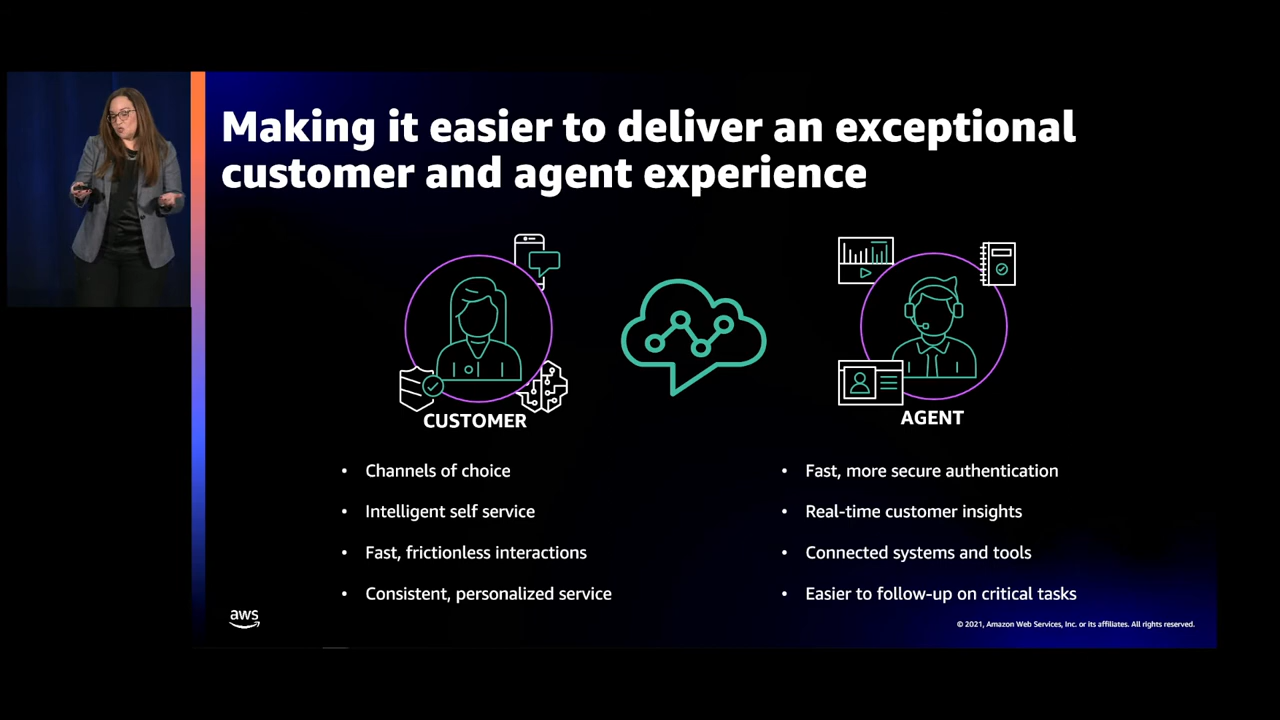 Making it easier to deliver an exceptional
customer and agent experience
CUSTOMER
AGENT
• Channels of choice
• Intelligent self service
• Fast, frictionless interactions
• Consistent, personalized service
• Fast, more secure authentication
• Real-time customer insights
• Connected systems and tools
• Easier to follow-up on critical tasks
aws
© 2021, Amazon Web Services, Inc. or its affiliates. All rights reserved.